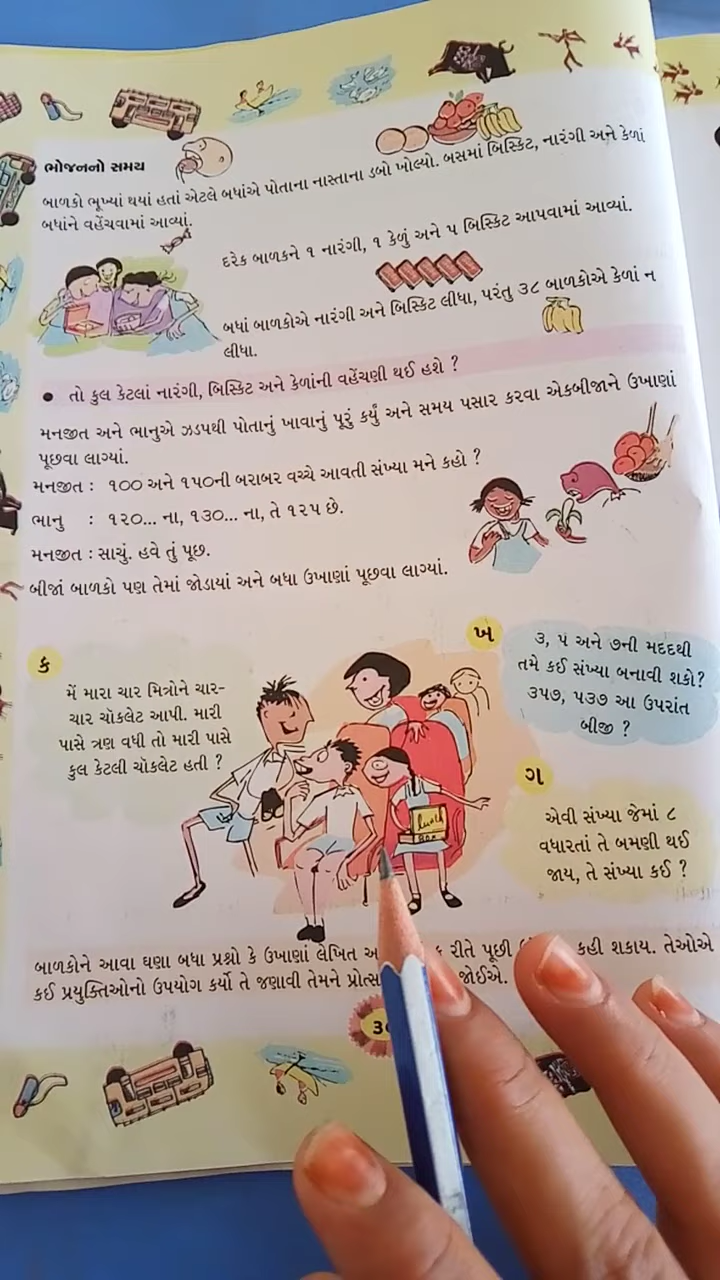 ભોજનનો સમય
બાળકો ભૂખ્યાં થયાં હતાં એટલે બધાંએ પોતાના નાસ્તાના ડબો ખોલ્યો. બસમાં બિસ્કિટ, નારંગી અને કેળાં
બધાંને વહેંચવામાં આવ્યાં.
દરેક બાળકને ૧ નારંગી, ૧ કેળું અને ૫ બિસ્કિટ આપવામાં આવ્યાં.
બધાં બાળકોએ નારંગી અને બિસ્કિટ લીધા, પરંતુ ૩૮ બાળકોએ કેળાં ન
લીધા.
• તો કુલ કેટલાં નારંગી, બિસ્કિટ અને કેળાંની વહેંચણી થઈ હશે ?
મનજીત અને ભાનુએ ઝડપથી પોતાનું ખાવાનું પૂરું કર્યું અને સમય પસાર કરવા એકબીજાને ઉખાણાં
પૂછવા લાગ્યાં.
મનજીત : ૧૦૦ અને ૧૫૦ની બરાબર વચ્ચે આવતી સંખ્યા મને કહો ?
ભાનુ : ૧૨૦... ના, ૧૩૦... ના, તે ૧૨૫ છે.
મનજીત : સાચું. હવે તું પૂછ.
બીજાં બાળકો પણ તેમાં જોડાયાં અને બધા ઉખાણાં પૂછવા લાગ્યાં.
ક
મેં મારા ચાર મિત્રોને ચાર-
ચાર ચૉકલેટ આપી. મારી
પાસે ત્રણ વધી તો મારી પાસે
કુલ કેટલી ચૉકલેટ હતી ?
ખ
૩, ૫ અને ૭ની મદદથી
તમે કઈ સંખ્યા બનાવી શકો?
૩૫૭, ૫૩૭ આ ઉપરાંત
બીજી ?
ગ
એવી સંખ્યા જેમાં ૮
વધારતાં તે બમણી થઈ
જાય, તે સંખ્યા કઈ ?
lunch
Box
બાળકોને આવા ઘણા બધા પ્રશ્નો કે ઉખાણાં લેખિત રીતે પૂછી કહી શકાય. તેઓએ
કઈ પ્રયુક્તિઓનો ઉપયોગ કર્યો તે જણાવી તેમને જોઈએ.